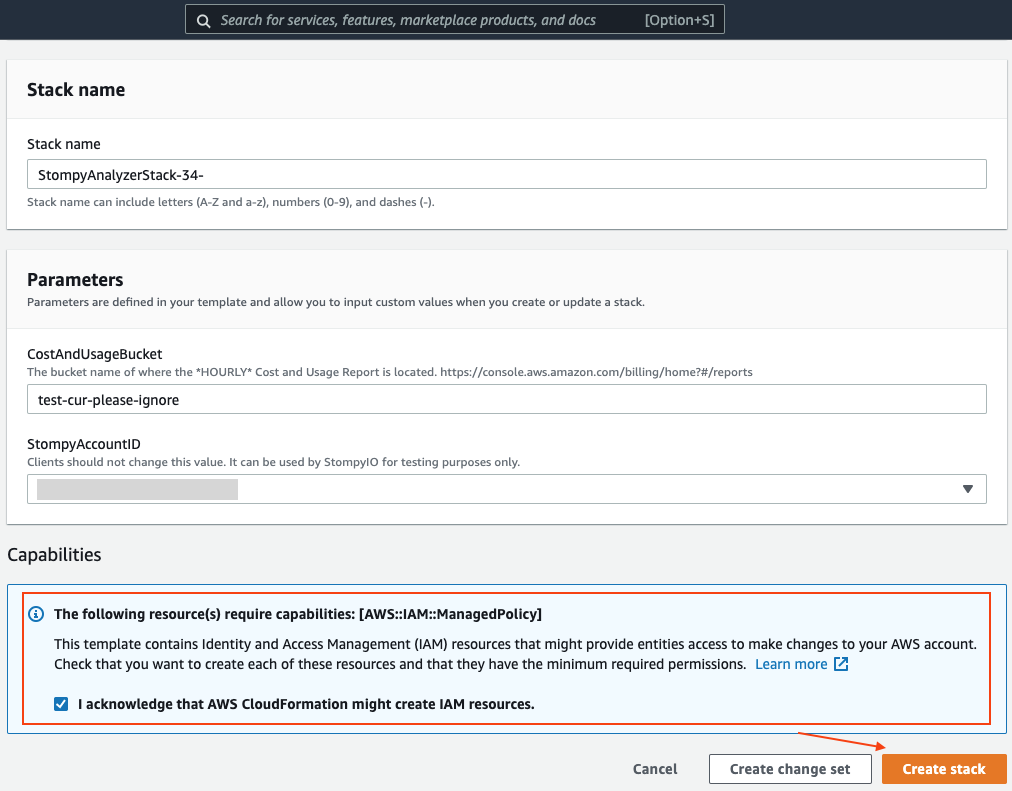 Search for services, features, marketplace products, and docs [Option+S]
Stack name
Stack name
StompyAnalyzerStack-34-
Stack name can include letters (A-Z and a-z), numbers (0-9), and dashes (-).
Parameters
Parameters are defined in your template and allow you to input custom values when you create or update a stack.
CostAndUsageBucket
The bucket name of where the *HOURLY* Cost and Usage Report is located. https://console.aws.amazon.com/billing/home?#/reports
test-cur-please-ignore
StompyAccountID
Clients should not change this value. It can be used by StompyIO for testing purposes only.
Capabilities
The following resource(s) require capabilities: [AWS::IAM::ManagedPolicy]
This template contains Identity and Access Management (IAM) resources that might provide entities access to make changes to your AWS account.
Check that you want to create each of these resources and that they have the minimum required permissions. Learn more
I acknowledge that AWS CloudFormation might create IAM resources.
Cancel Create change set Create stack